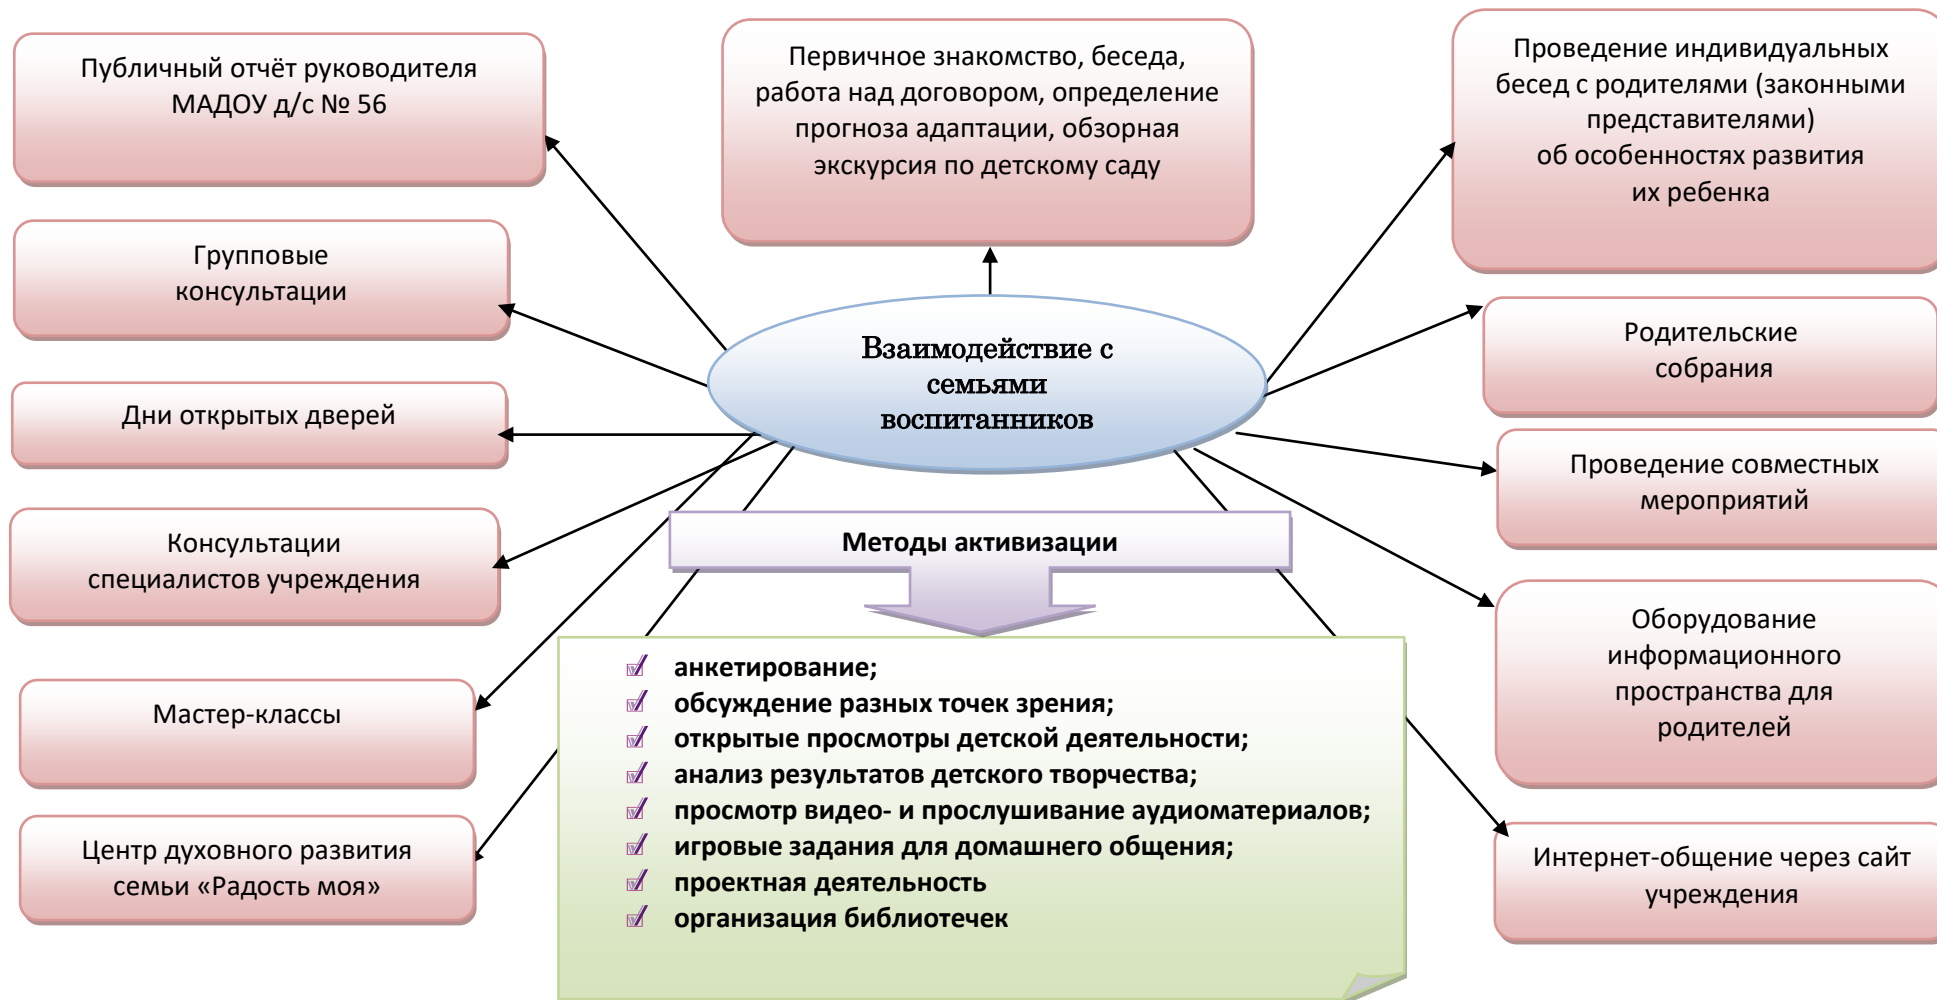 Публичный отчёт руководителя
МАДОУ д/с № 56
Первичное знакомство, беседа,
работа над договором, определение
прогноза адаптации, обзорная
экскурсия по детскому саду
Проведение индивидуальных
бесед с родителями (законными
представителями)
об особенностях развития
их ребенка
Групповые
консультации
Взаимодействие с
семьями
воспитанников
Родительские
собрания
Дни открытых дверей
Проведение совместных
мероприятий
Консультации
специалистов учреждения
Методы активизации
Оборудование
информационного
пространства для
родителей
Мастер-классы
анкетирование;
обсуждение разных точек зрения;
открытые просмотры детской деятельности;
анализ результатов детского творчества;
просмотр видео- и прослушивание аудиоматериалов;
игровые задания для домашнего общения;
проектная деятельность
организация библиотечек
Центр духовного развития
семьи «Радость моя»
Интернет-общение через сайт
учреждения